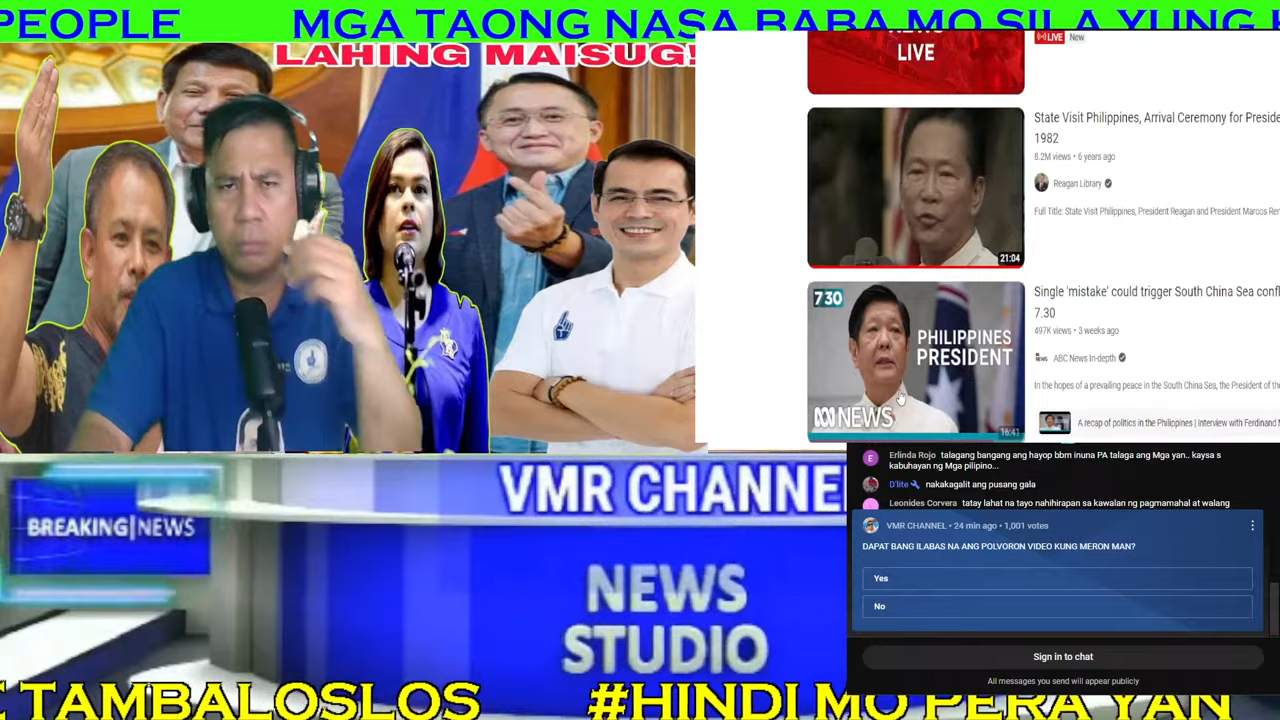 PEOPLE MGA TAONG NASA BABA MO SILA YUNG
LAHING MAISUG!
LIVE
LIVE New
State Visit Philippines, Arrival Ceremony for Preside
1982
8.2M views • 6 years ago
Reagan Library
Full Title: State Visit Philippines, President Reagan and President Marcos Rem
21:04
Single 'mistake' could trigger South China Sea confl
7.30
497K views • 3 weeks ago
ABC News In-depth
In the hopes of a prevailing peace in the South China Sea, the President of the
A recap of politics in the Philippines | Interview with Ferdinand M
7.30
PHILIPPINES
PRESIDENT
NEWS
16:41
Erlinda Rojo talagang bangang ang hayop bbm inuna PA talaga ang Mga yan.. kaysa s
kabuhayan ng Mga pilipino...
D'lite nakakagalit ang pusang gala
Leonides Corvera tatay lahat na tayo nahihirapan sa kawalan ng pagmamahal at walang
VMR CHANNEL • 24 min ago • 1,001 votes
DAPAT BANG ILABAS NA ANG POLVORON VIDEO KUNG MERON MAN?
Yes
No
Sign in to chat
All messages you send will appear publicly
VMR CHANNE
BREAKING|NEWS
NEWS
STUDIO
E TAMBALOSLOS #HINDI MO PERA YAN